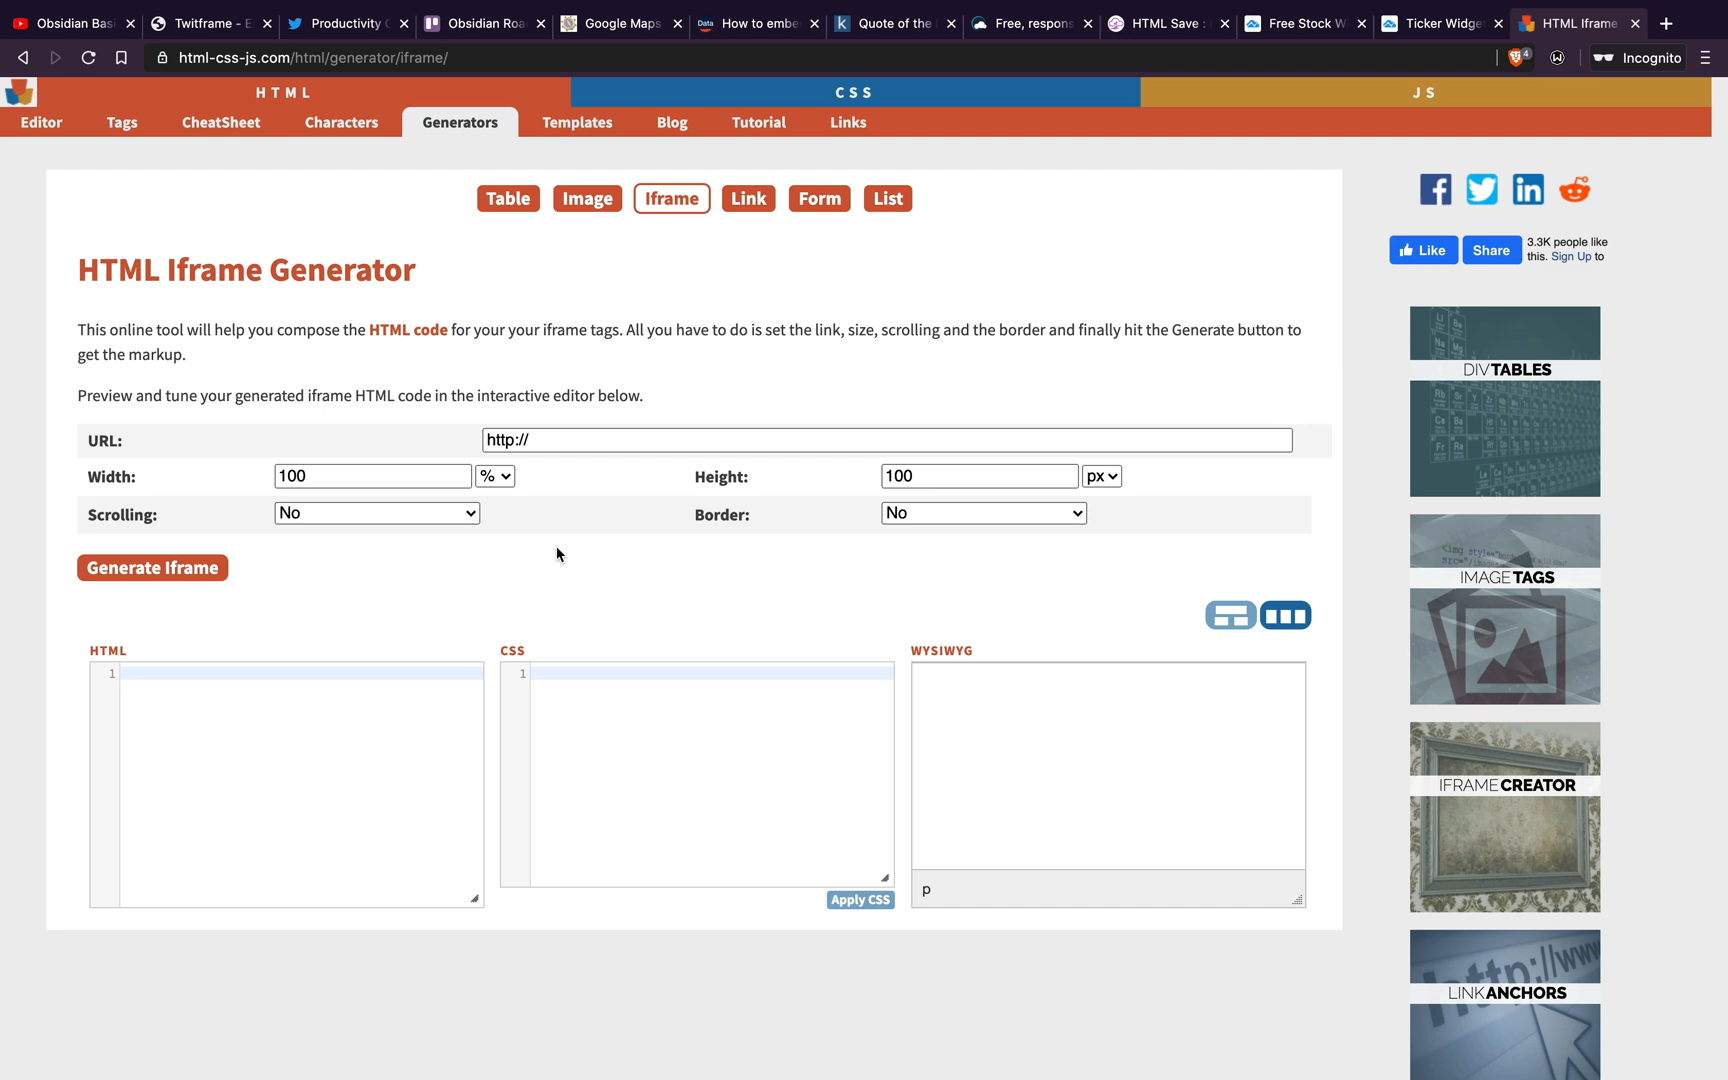 Obsidian Bas
Twitframe - E
Productivity
Obsidian Roa
Google Maps
Data
How to embe
Quote of the
Free, respons
HTML Save :
Free Stock W
Ticker Widge
HTML Iframe
html-css-js.com/html/generator/iframe/
4
Incognito
HTML
CSS
JS
Editor
Tags
CheatSheet
Characters
Generators
Templates
Blog
Tutorial
Links
Table
Image
Iframe
Link
Form
List
HTML Iframe Generator
This online tool will help you compose the HTML code for your your iframe tags. All you have to do is set the link, size, scrolling and the border and finally hit the Generate button to
get the markup.
Preview and tune your generated iframe HTML code in the interactive editor below.
URL:
http://
Width:
100
%
Height:
100
px
Scrolling:
No
Border:
No
Generate Iframe
HTML
CSS
WYSIWYG
1
1
p
Apply CSS
Like
Share
3.3K people like
this. Sign Up to
DIVTABLES
IMAGETAGS
IFRAMECREATOR
http://ww
LINKANCHORS